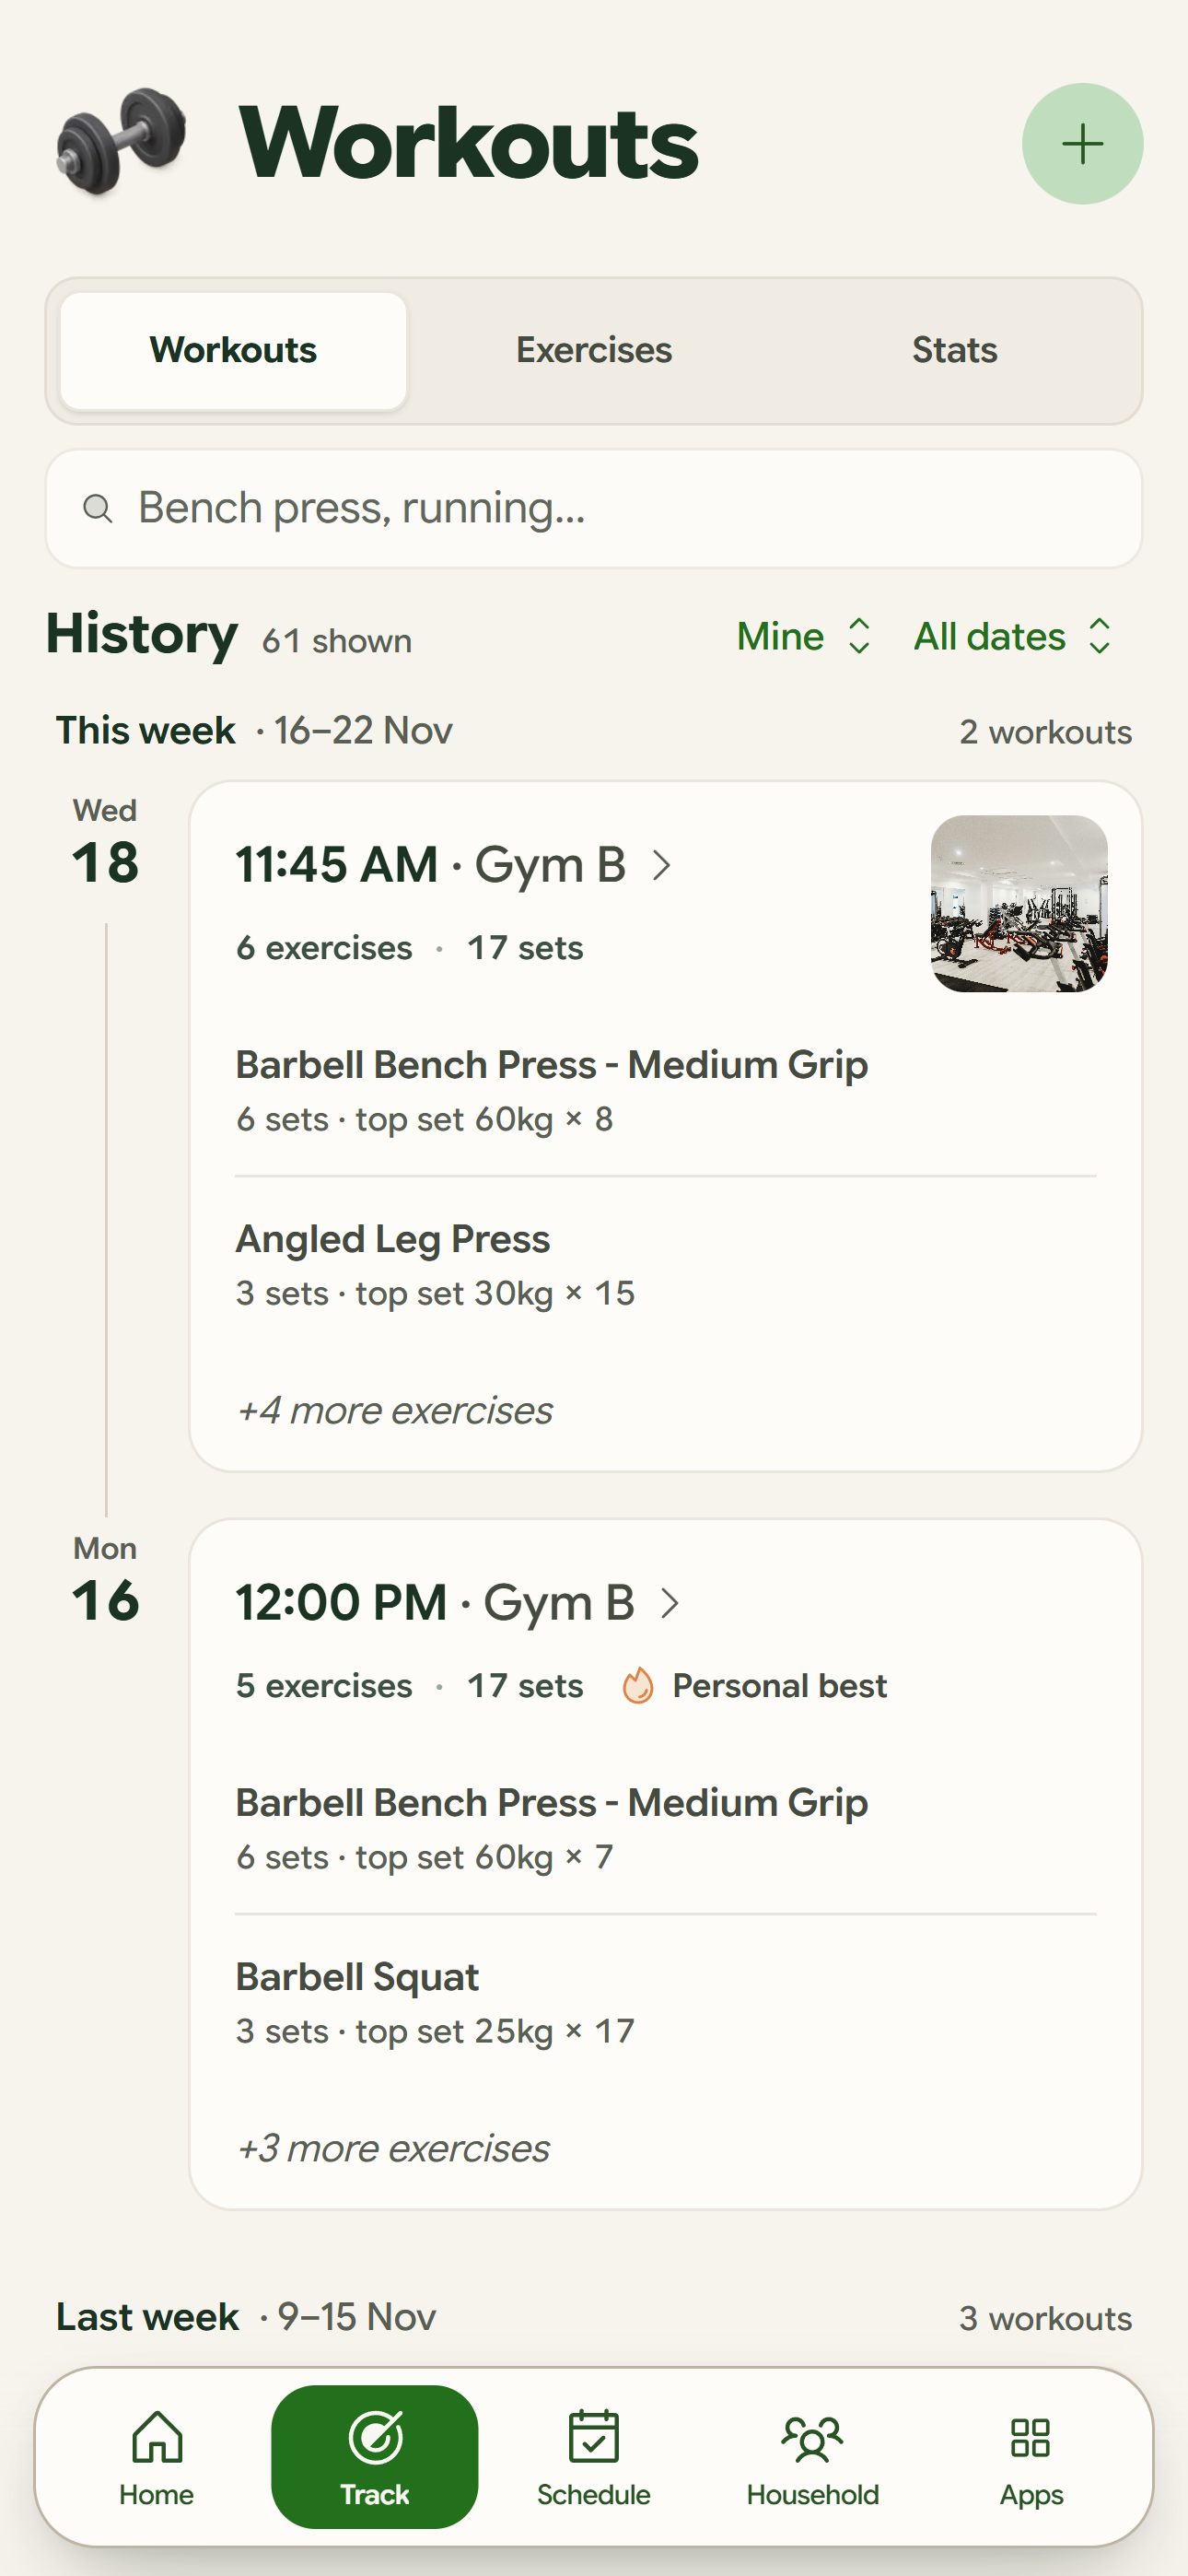 Workouts
Workouts Exercises Stats
Bench press, running...
History 61 shown Mine All dates
This week · 16–22 Nov 2 workouts
Wed
18
11:45 AM · Gym B
6 exercises · 17 sets
Barbell Bench Press - Medium Grip
6 sets · top set 60kg × 8
Angled Leg Press
3 sets · top set 30kg × 15
+4 more exercises
Mon
16
12:00 PM · Gym B
5 exercises · 17 sets Personal best
Barbell Bench Press - Medium Grip
6 sets · top set 60kg × 7
Barbell Squat
3 sets · top set 25kg × 17
+3 more exercises
Last week · 9–15 Nov 3 workouts
Home Track Schedule Household Apps